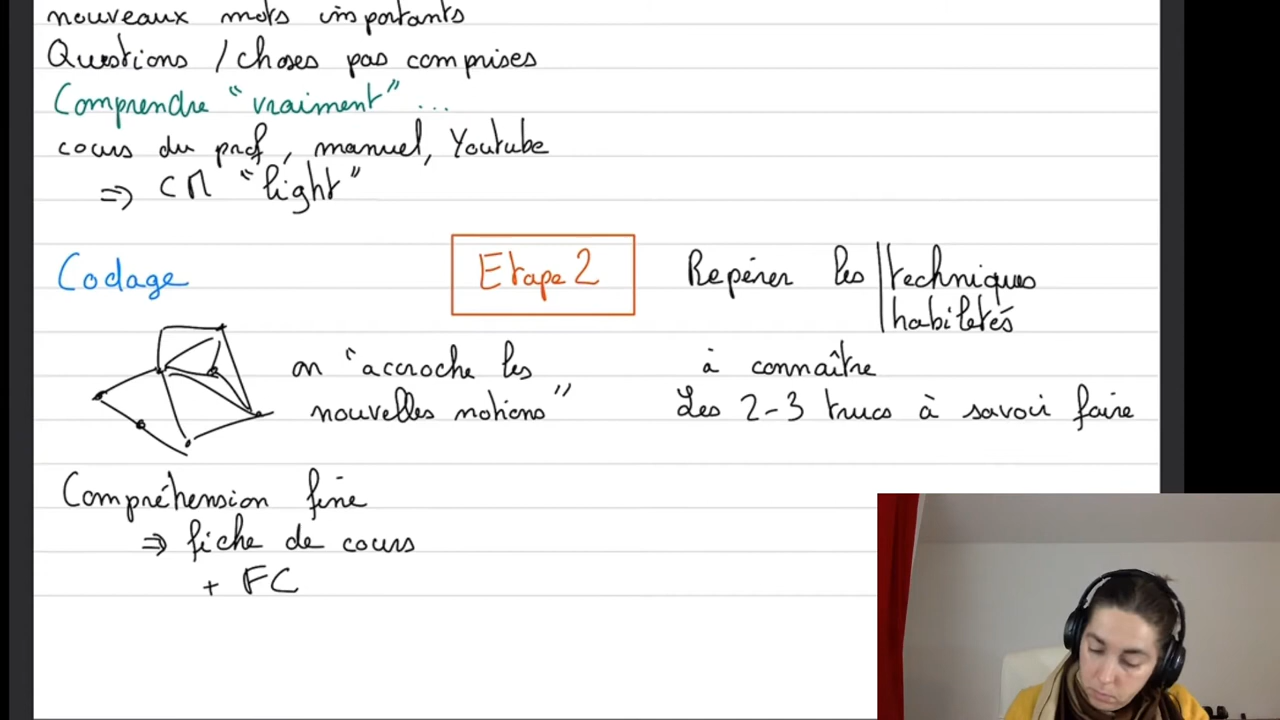 nouveaux mots importants
Questions / choses pas comprises
Comprendre "vraiment" ...
cours du prof, manuel, Youtube
⇒ CM "light"
Codage
Etape 2
Repérer les | techniques
habiletés
on "accroche les
nouvelles notions"
à connaître
Les 2-3 trucs à savoir faire
Compréhension fine
⇒ fiche de cours
+ FC